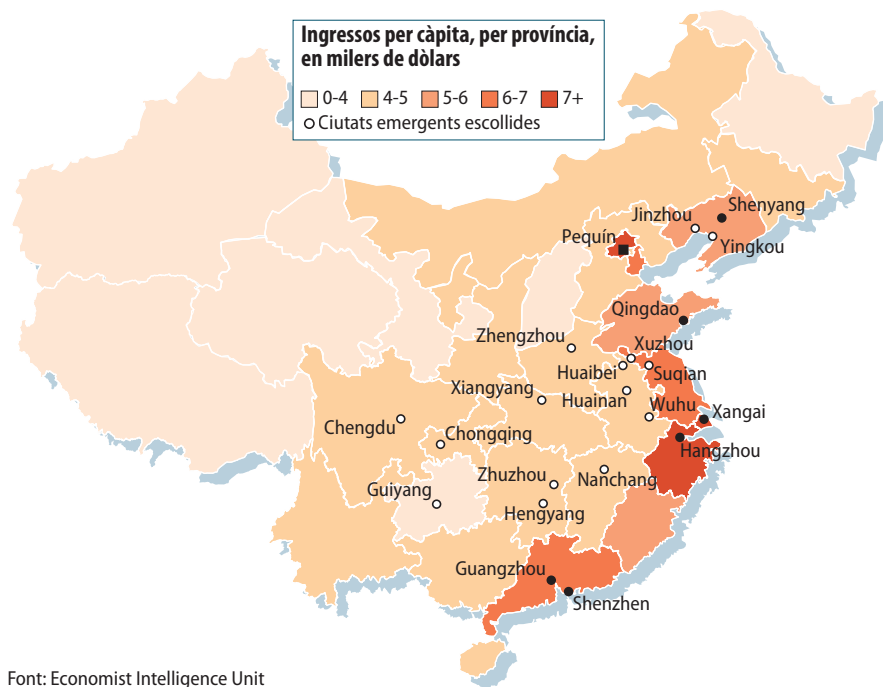 Ingressos per càpita, per província,
en milers de dòlars
0-4 4-5 5-6 6-7 7+
Ciutats emergents escollides
Shenyang
Jinzhou
Pequín
Yingkou
Qingdao
Zhengzhou
Xuzhou
Huaibei
Suqian
Xiangyang
Huainan
Wuhu
Xangai
Chengdu
Chongqing
Hangzhou
Zhuzhou
Nanchang
Guiyang
Hengyang
Guangzhou
Shenzhen
Font: Economist Intelligence Unit